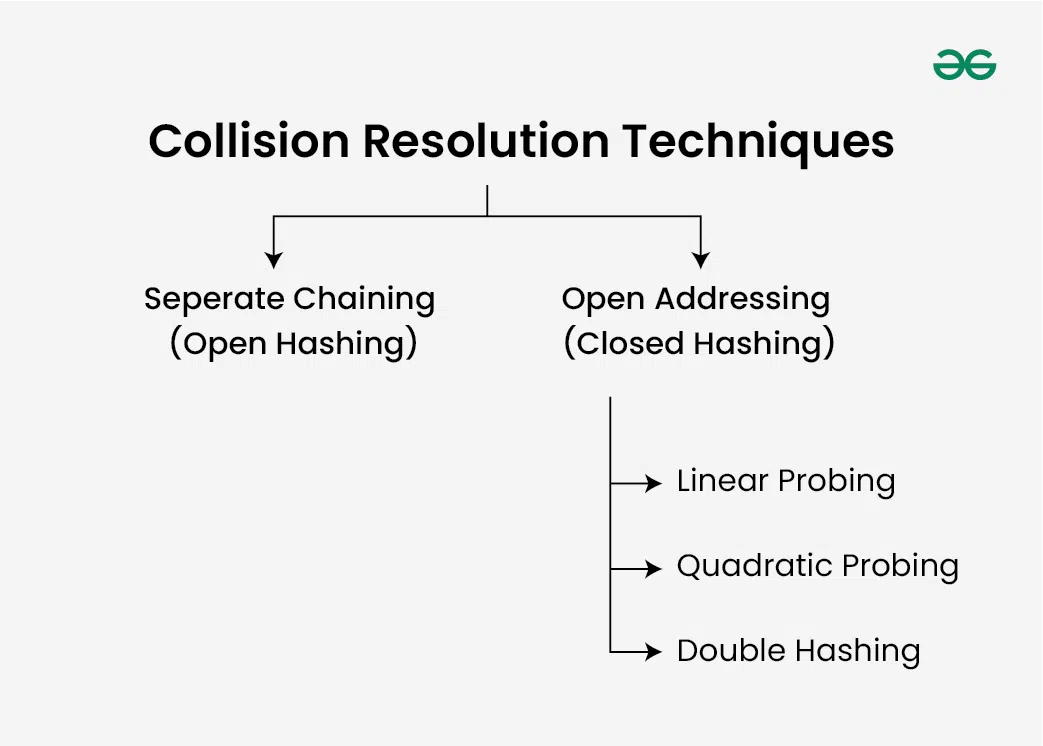 Collision Resolution Techniques
Seperate Chaining
(Open Hashing)
Open Addressing
(Closed Hashing)
Linear Probing
Quadratic Probing
Double Hashing